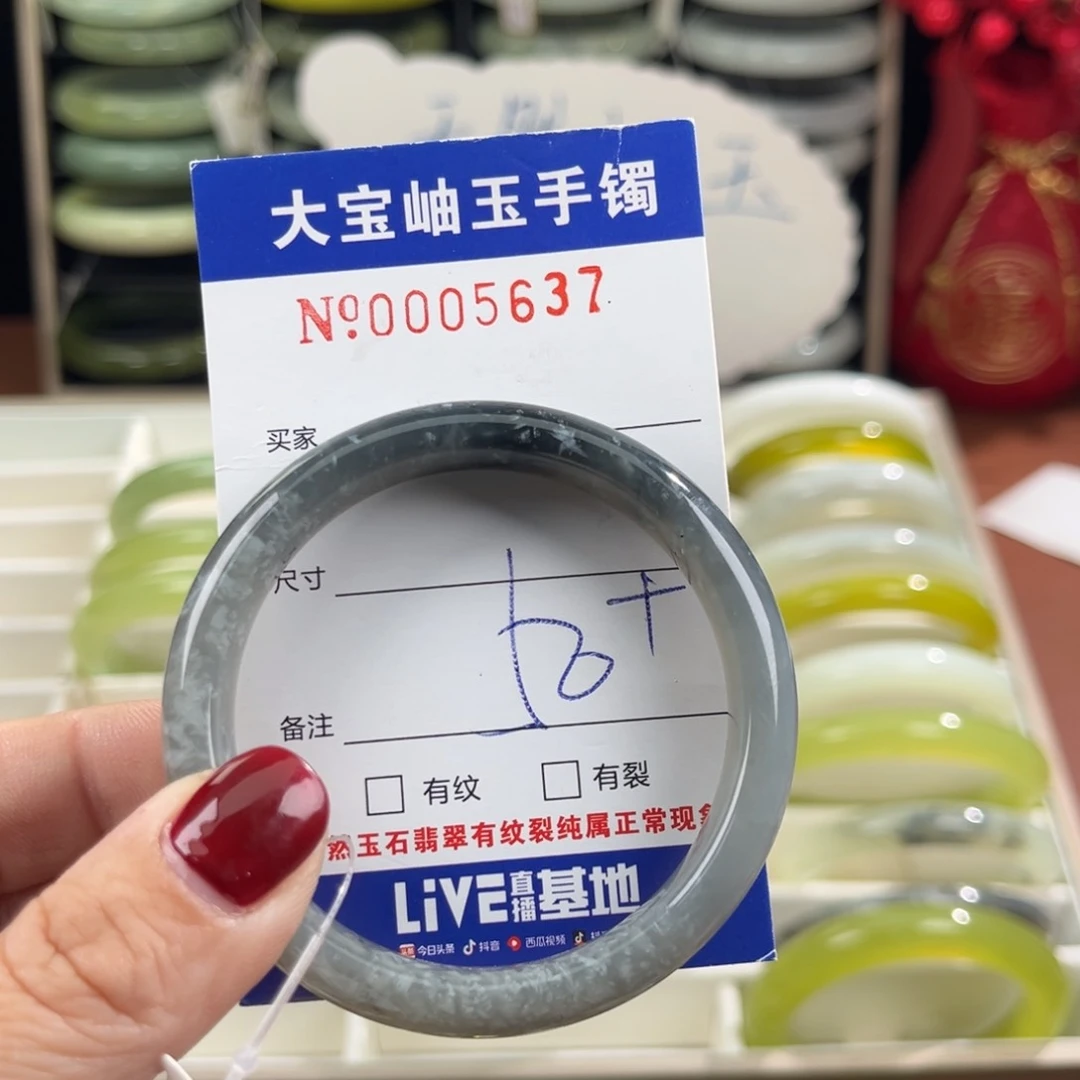 大宝岫玉手镯
№0005637
买家
尺寸
备注
有纹 有裂
玉石翡翠有纹裂纯属正常现
LiVE直播基地
今日头条 抖音 西瓜视频